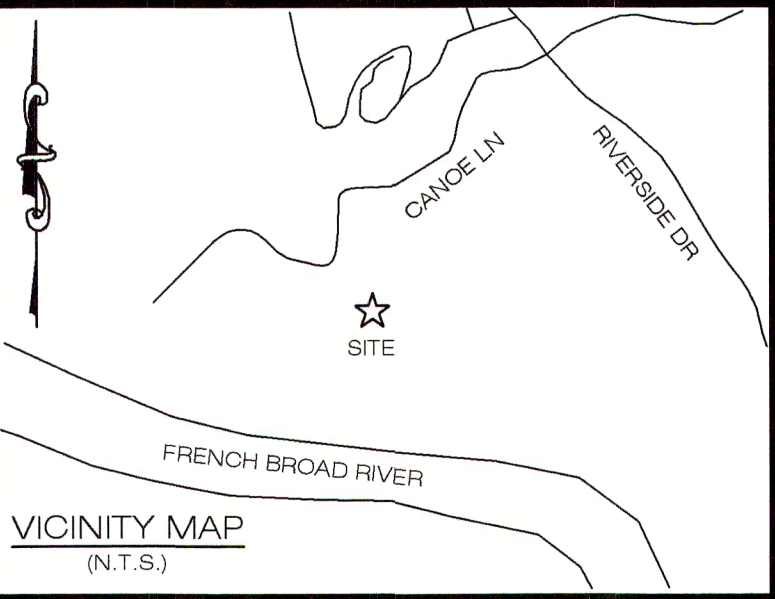 CANOE LN
RIVERSIDE DR
SITE
FRENCH BROAD RIVER
VICINITY MAP
(N.T.S.)